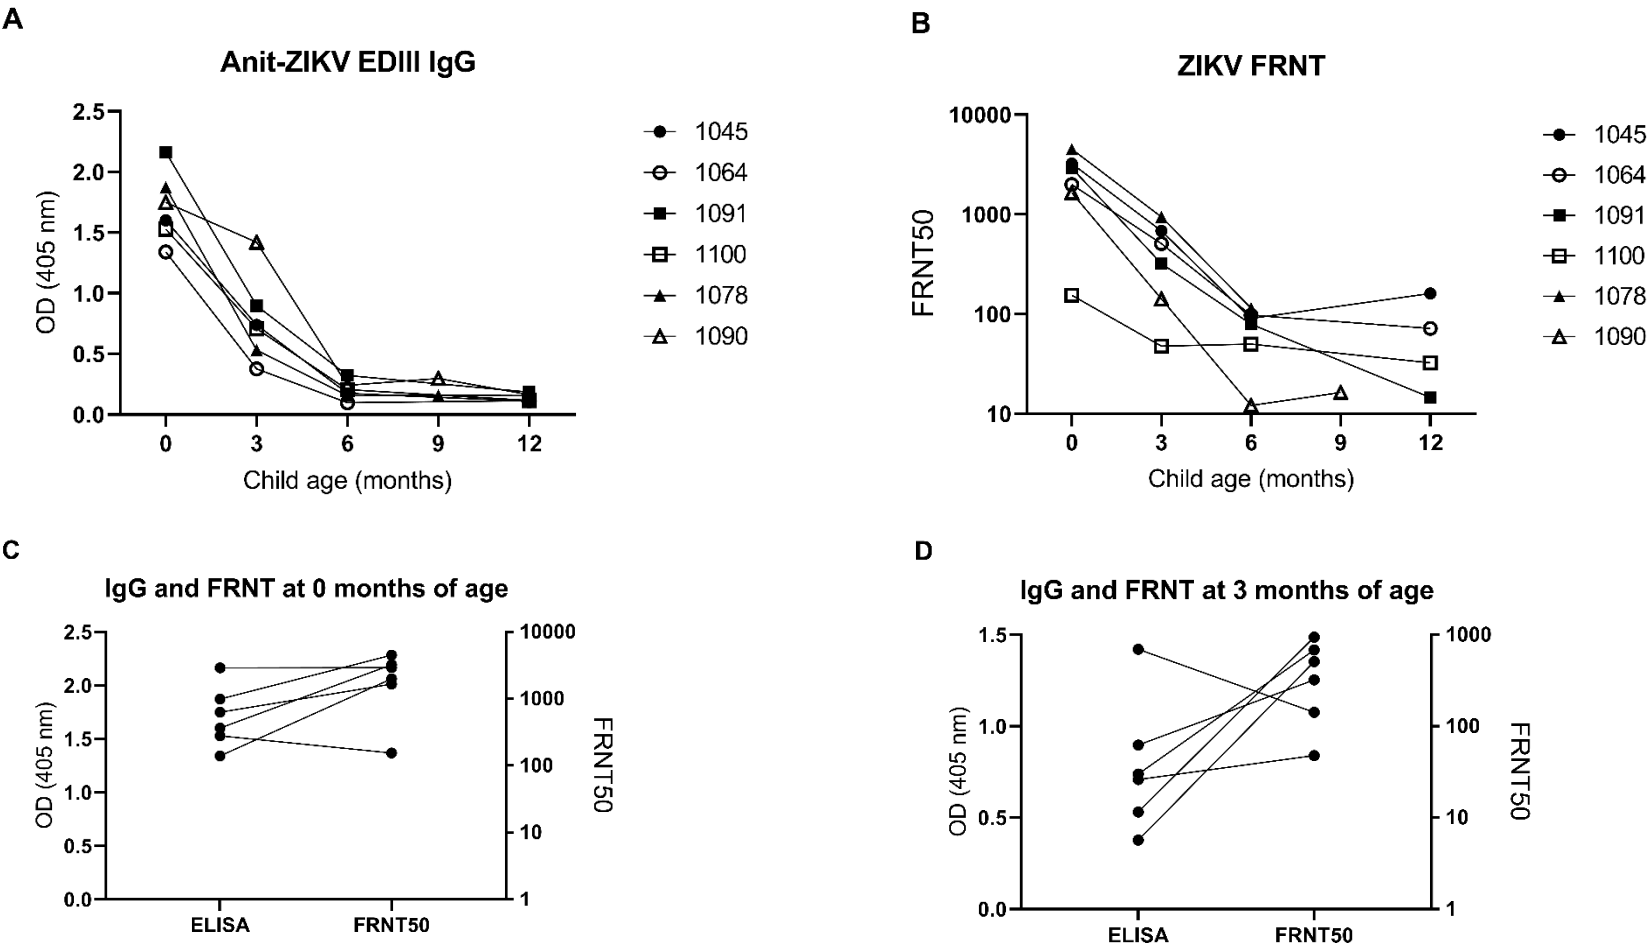 A
Anit-ZIKV EDIII IgG
OD (405 nm)
2.5
2.0
1.5
1.0
0.5
0.0
0 3 6 9 12
Child age (months)
1045
1064
1091
1100
1078
1090
B
ZIKV FRNT
FRNT50
10000
1000
100
10
0 3 6 9 12
Child age (months)
1045
1064
1091
1100
1078
1090
C
IgG and FRNT at 0 months of age
OD (405 nm)
2.5
2.0
1.5
1.0
0.5
0.0
10000
1000
100
10
1
FRNT50
ELISA FRNT50
D
IgG and FRNT at 3 months of age
OD (405 nm)
1.5
1.0
0.5
0.0
1000
100
10
1
FRNT50
ELISA FRNT50